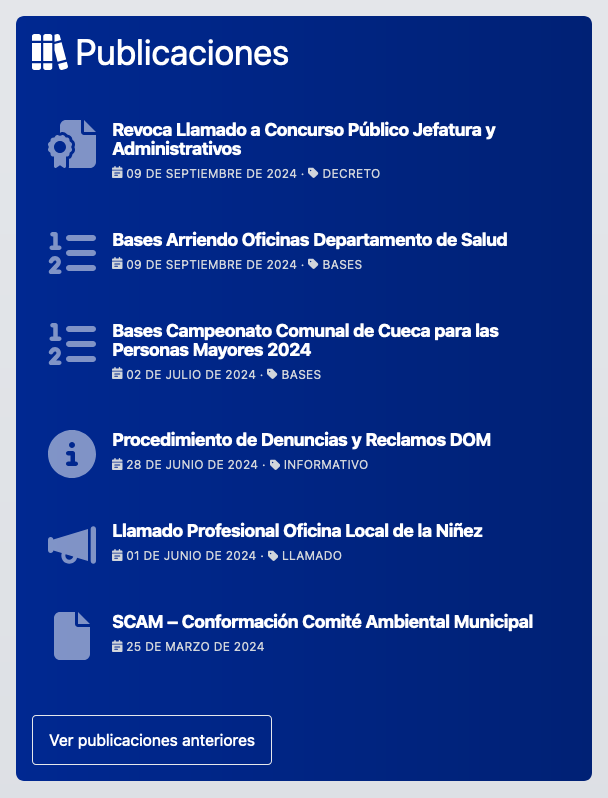 Publicaciones
Revoca Llamado a Concurso Público Jefatura y
Administrativos
09 DE SEPTIEMBRE DE 2024 · DECRETO
1
2
Bases Arriendo Oficinas Departamento de Salud
09 DE SEPTIEMBRE DE 2024 · BASES
1
2
Bases Campeonato Comunal de Cueca para las
Personas Mayores 2024
02 DE JULIO DE 2024 · BASES
Procedimiento de Denuncias y Reclamos DOM
28 DE JUNIO DE 2024 · INFORMATIVO
Llamado Profesional Oficina Local de la Niñez
01 DE JUNIO DE 2024 · LLAMADO
SCAM – Conformación Comité Ambiental Municipal
25 DE MARZO DE 2024
Ver publicaciones anteriores